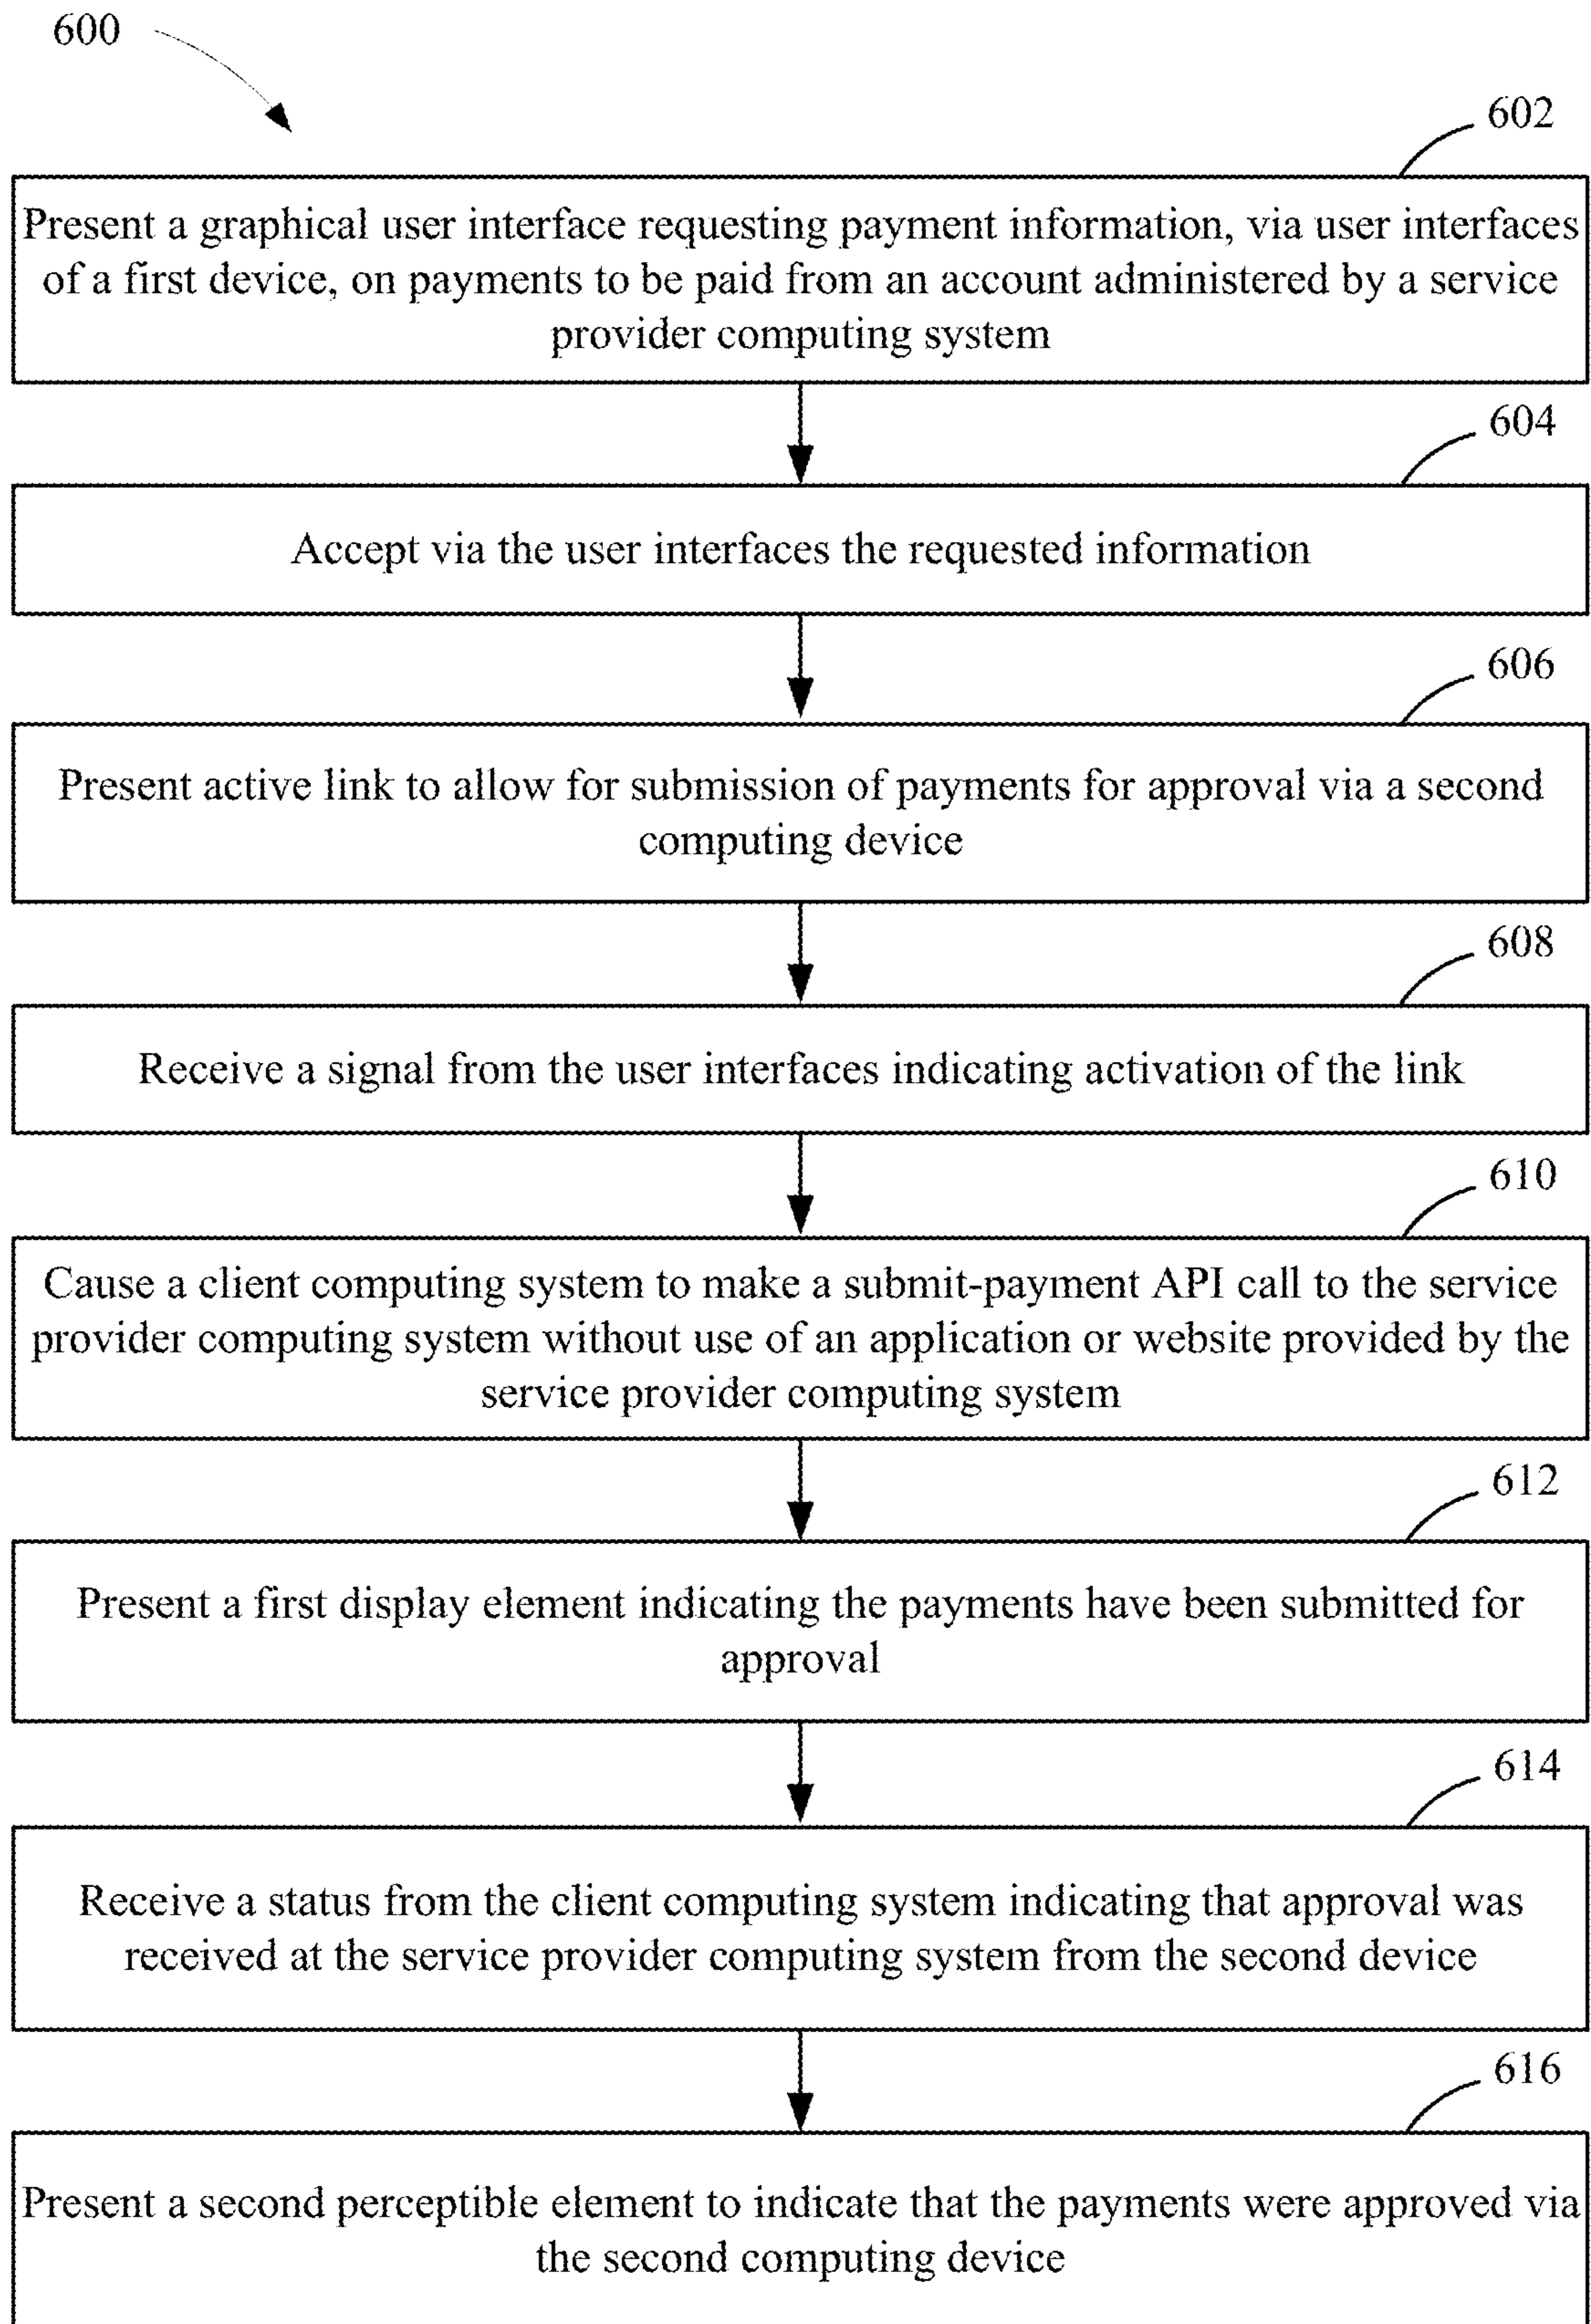 600
602
Present a graphical user interface requesting payment information, via user interfaces
of a first device, on payments to be paid from an account administered by a service
provider computing system
604
Accept via the user interfaces the requested information
606
Present active link to allow for submission of payments for approval via a second
computing device
608
Receive a signal from the user interfaces indicating activation of the link
610
Cause a client computing system to make a submit-payment API call to the service
provider computing system without use of an application or website provided by the
service provider computing system
612
Present a first display element indicating the payments have been submitted for
approval
614
Receive a status from the client computing system indicating that approval was
received at the service provider computing system from the second device
616
Present a second perceptible element to indicate that the payments were approved via
the second computing device